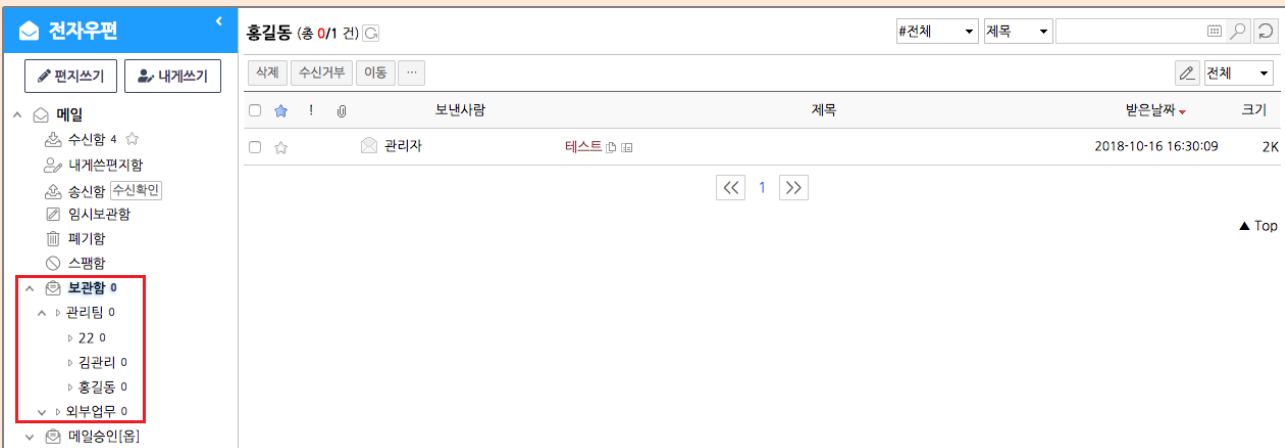 전자우편
편지쓰기 내게쓰기
메일
수신함 4
내게쓴편지함
송신함 수신확인
임시보관함
폐기함
스팸함
보관함 0
관리팀 0
22 0
김관리 0
홍길동 0
외부업무 0
메일승인[옵]
홍길동 (총 0/1 건)
#전체 제목
삭제 수신거부 이동 ...
전체
! 보낸사람 제목 받은날짜 크기
관리자 테스트 2018-10-16 16:30:09 2K
<< 1 >>
▲ Top